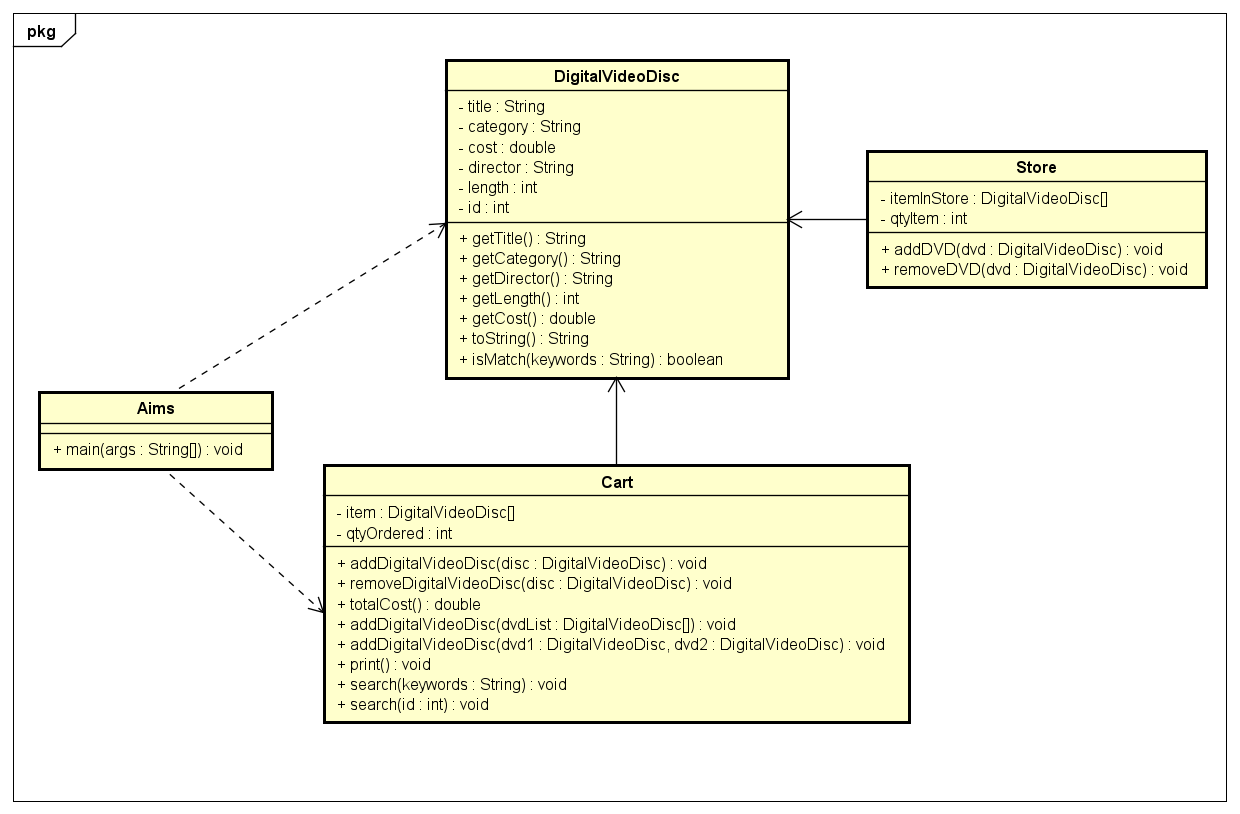 pkg
DigitalVideoDisc
- title : String
- category : String
- cost : double
- director : String
- length : int
- id : int
+ getTitle() : String
+ getCategory() : String
+ getDirector() : String
+ getLength() : int
+ getCost() : double
+ toString() : String
+ isMatch(keywords : String) : boolean
Store
- itemInStore : DigitalVideoDisc[]
- qtyItem : int
+ addDVD(dvd : DigitalVideoDisc) : void
+ removeDVD(dvd : DigitalVideoDisc) : void
Aims
+ main(args : String[]) : void
Cart
- item : DigitalVideoDisc[]
- qtyOrdered : int
+ addDigitalVideoDisc(disc : DigitalVideoDisc) : void
+ removeDigitalVideoDisc(disc : DigitalVideoDisc) : void
+ totalCost() : double
+ addDigitalVideoDisc(dvdList : DigitalVideoDisc[]) : void
+ addDigitalVideoDisc(dvd1 : DigitalVideoDisc, dvd2 : DigitalVideoDisc) : void
+ print() : void
+ search(keywords : String) : void
+ search(id : int) : void